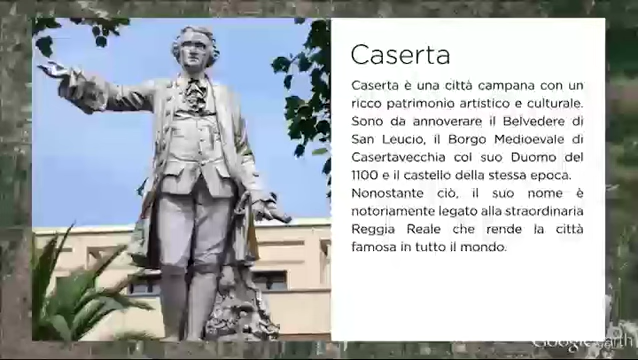 Caserta
Caserta è una città campana con un
ricco patrimonio artistico e culturale.
Sono da annoverare il Belvedere di
San Leucio, il Borgo Medioevale di
Casertavecchia col suo Duomo del
1100 e il castello della stessa epoca.
Nonostante ciò, il suo nome è
notoriamente legato alla straordinaria
Reggia Reale che rende la città
famosa in tutto il mondo.
Google earth